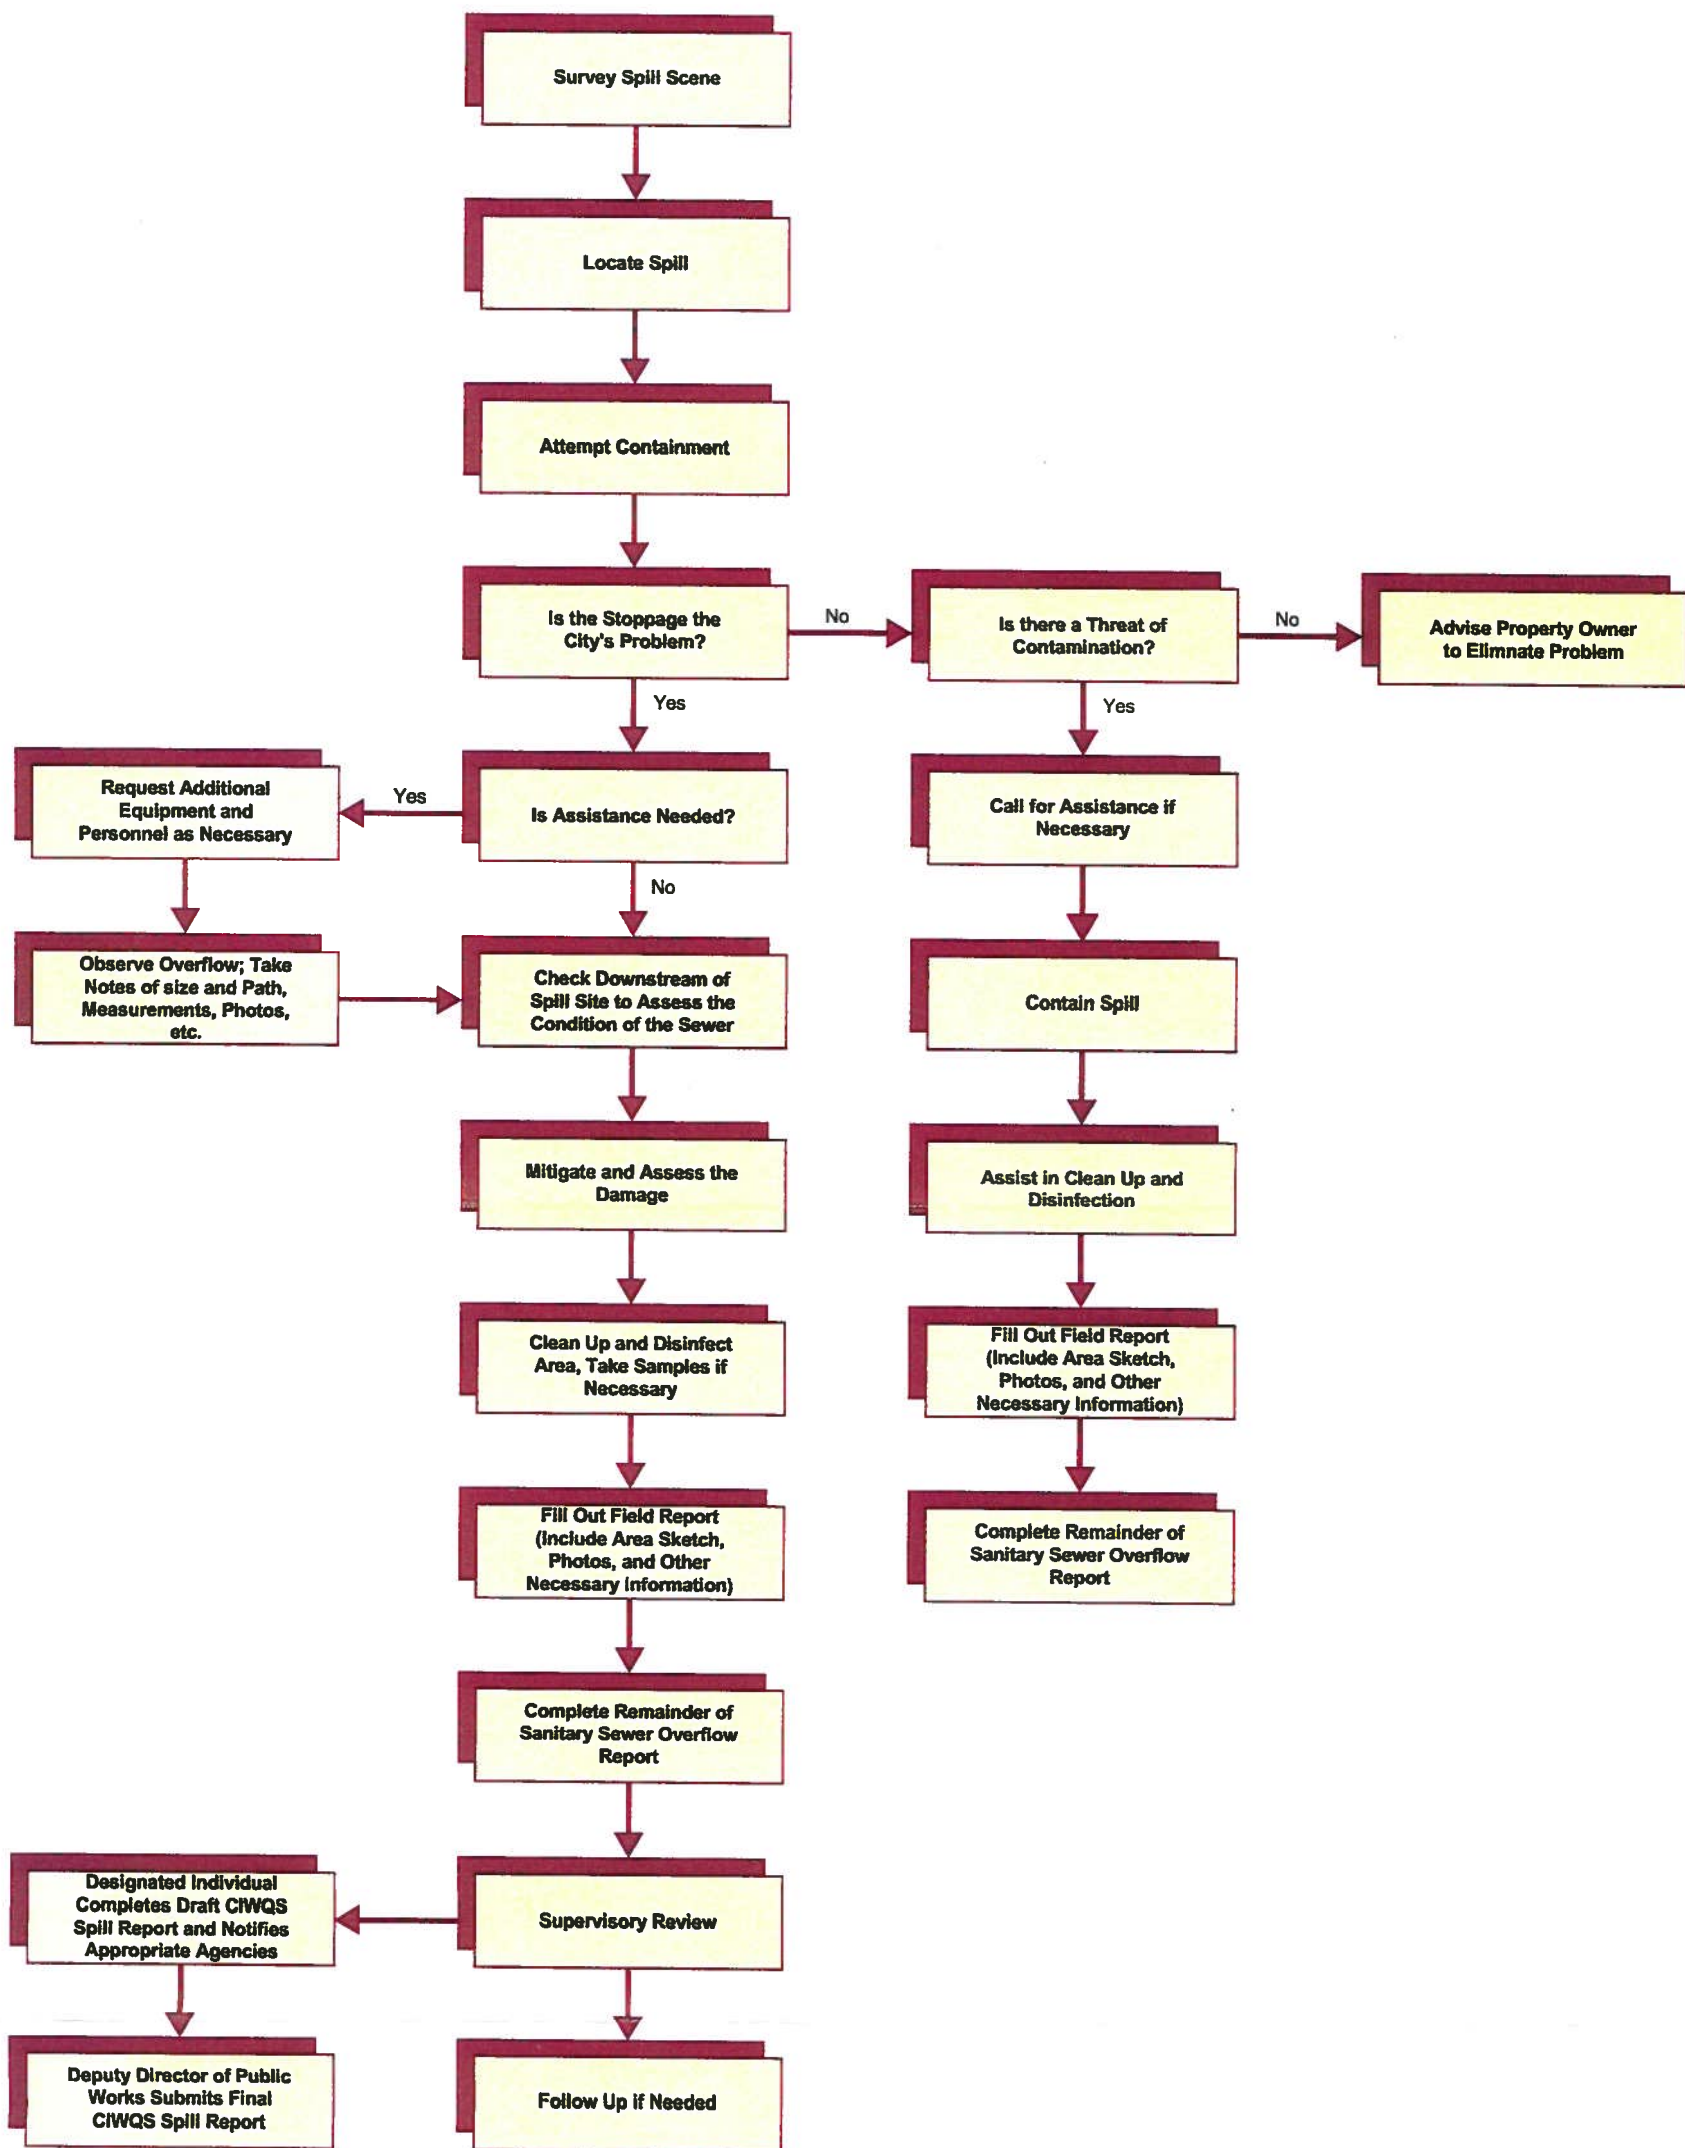 Survey Spill Scene
Locate Spill
Attempt Containment
Is the Stoppage the
City's Problem?
No
Is there a Threat of
Contamination?
No
Advise Property Owner
to Elimnate Problem
Yes
Yes
Request Additional
Equipment and
Personnel as Necessary
Yes
Is Assistance Needed?
Call for Assistance if
Necessary
No
Observe Overflow; Take
Notes of size and Path,
Measurements, Photos,
etc.
Check Downstream of
Spill Site to Assess the
Condition of the Sewer
Contain Spill
Mitigate and Assess the
Damage
Assist in Clean Up and
Disinfection
Clean Up and Disinfect
Area, Take Samples if
Necessary
Fill Out Field Report
(Include Area Sketch,
Photos, and Other
Necessary Information)
Fill Out Field Report
(Include Area Sketch,
Photos, and Other
Necessary Information)
Complete Remainder of
Sanitary Sewer Overflow
Report
Complete Remainder of
Sanitary Sewer Overflow
Report
Designated Individual
Completes Draft CIWQS
Spill Report and Notifies
Appropriate Agencies
Supervisory Review
Deputy Director of Public
Works Submits Final
CIWQS Spill Report
Follow Up if Needed